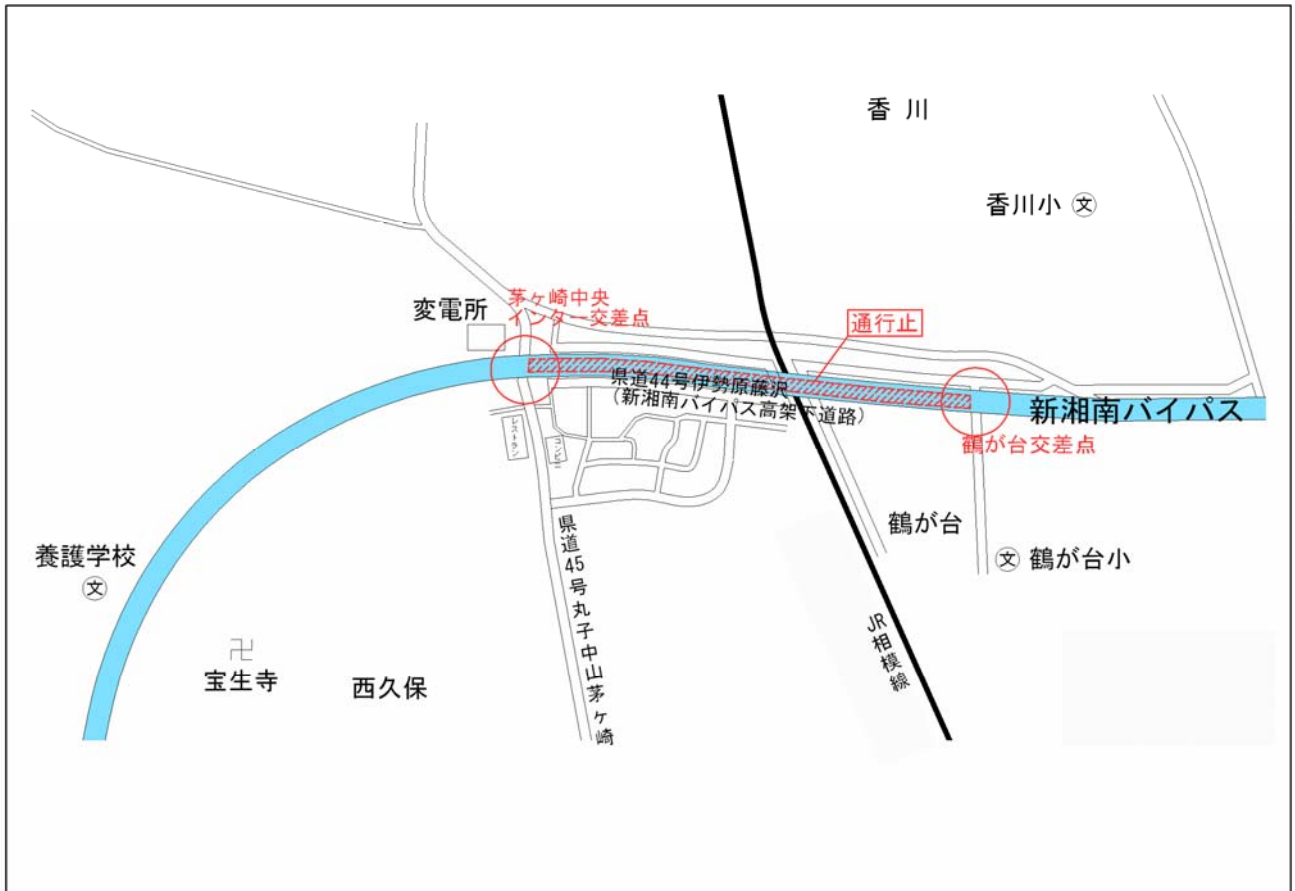 香 川
香川小 文
変電所
茅ヶ崎中央
インター交差点
通行止
県道44号伊勢原藤沢
(新湘南バイパス高架下道路)
新湘南バイパス
鶴が台交差点
レストラン
コンビニ
養護学校
文
県道45号丸子中山茅ヶ崎
鶴が台
文 鶴が台小
JR相模線
卍
宝生寺
西久保